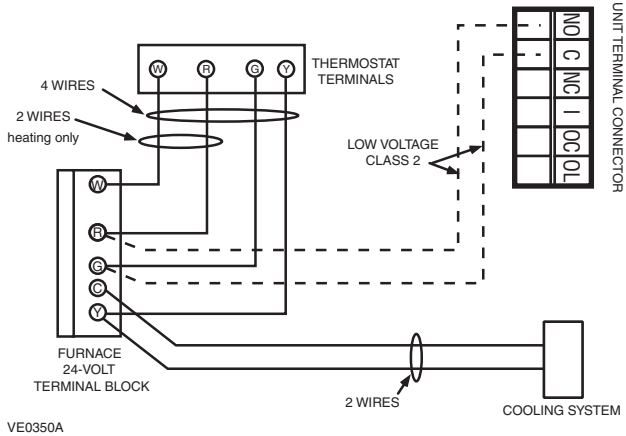 THERMOSTAT
TERMINALS
W
R
G
Y
4 WIRES
2 WIRES
heating only
LOW VOLTAGE
CLASS 2
UNIT TERMINAL CONNECTOR
NO
C
NC
I
OC
OL
W
R
G
C
Y
FURNACE
24-VOLT
TERMINAL BLOCK
2 WIRES
COOLING SYSTEM
VE0350A